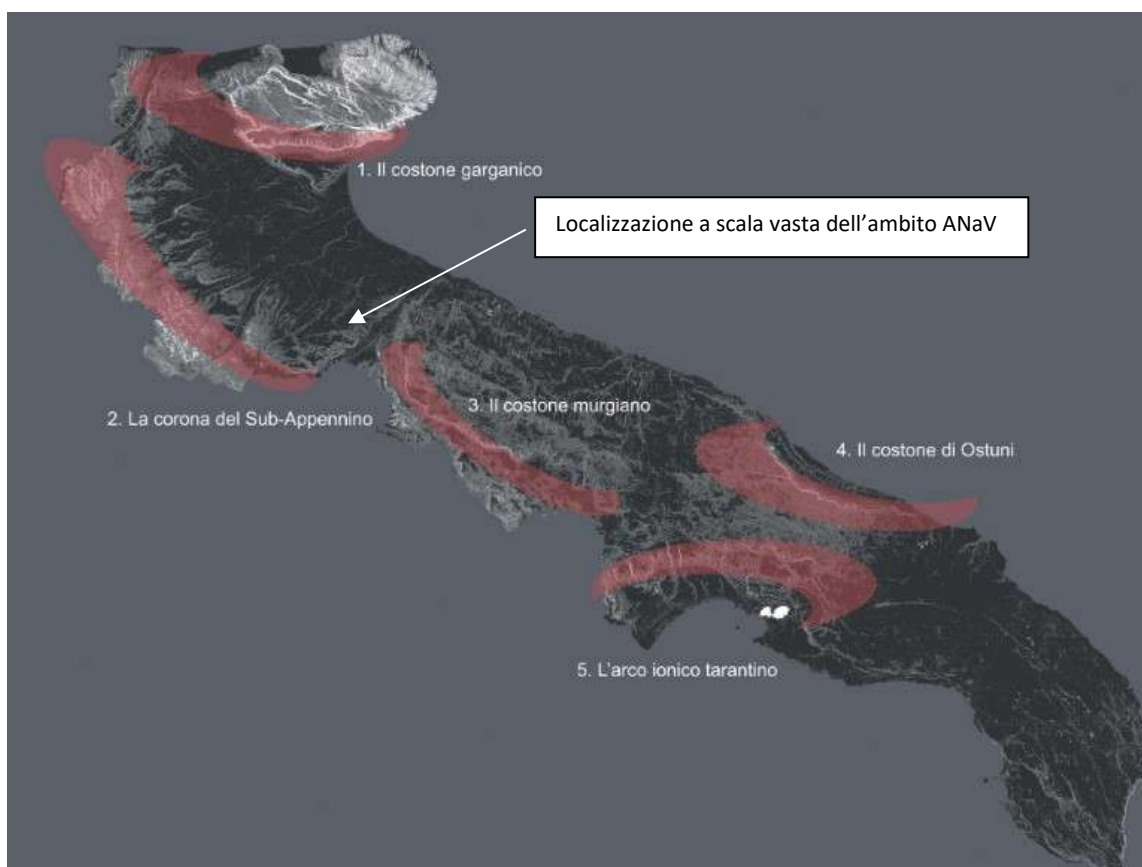 1. Il costone garganico
Localizzazione a scala vasta dell'ambito ANaV
2. La corona del Sub-Appennino
3. Il costone murgiano
4. Il costone di Ostuni
5. L'arco ionico tarantino